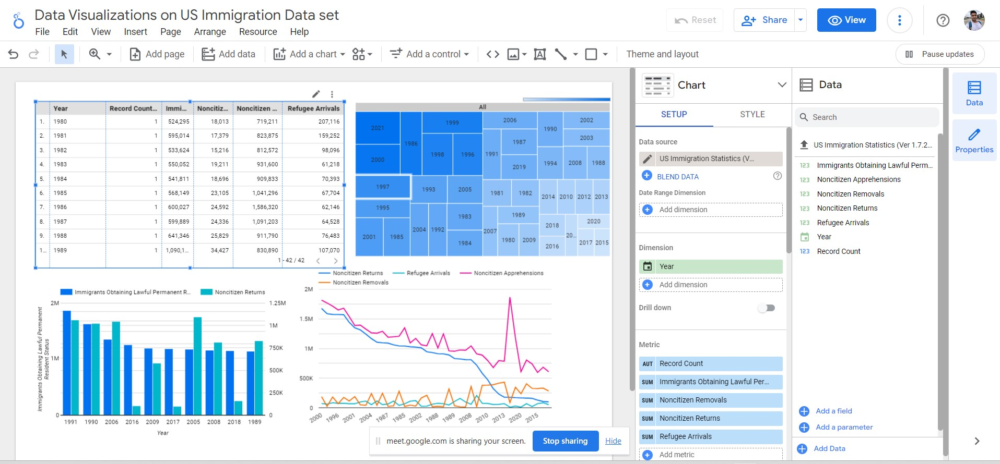 Data Visualizations on US Immigration Data set
File Edit View Insert Page Arrange Resource Help
Reset
Share
View
Add page
Add data
Add a chart
Add a control
Theme and layout
Pause updates
Year Record Count... Immi... Noncitiz... Noncitizen ... Refugee Arrivals
1. 1980 1 524,295 18,013 719,211 207,116
2. 1981 1 595,014 17,379 823,875 159,252
3. 1982 1 533,624 15,216 812,572 98,096
4. 1983 1 550,052 19,211 931,600 61,218
5. 1984 1 541,811 18,696 909,833 70,393
6. 1985 1 568,149 23,105 1,041,296 67,704
7. 1986 1 600,027 24,592 1,586,320 62,146
8. 1987 1 599,889 24,336 1,091,203 64,528
9. 1988 1 641,346 25,829 911,790 76,483
1... 1989 1 1,090,1... 34,427 830,890 107,070
1 - 42 / 42
All
2021 1986 1999 2006 1990 2002
2003
1987
2000 1998 1996 1991 2019 1994 2008 1988
1997 1993 2005 1981 1982 2014 2010 2012 2013
1995 1983 1989 2018 2020
2001 1985 2004 1992 1984 2007 1980 2009 2016 20... 2017 2015
Immigrants Obtaining Lawful Permanent R... Noncitizen Returns
Immigrants Obtaining Lawful Permanent
Resident Status
2M
1M
0
1.25M
1M
750K
500K
250K
0
1991 1990 2006 2016 2009 2017 2005 2008 2018 1989
Year
Noncitizen Returns Refugee Arrivals Noncitizen Apprehensions
Noncitizen Removals
2M
1.5M
1M
500K
0
2000 1996 2001 2004 1987 1985 2002 1988 1989 2008 2010 2013 2020 2015
meet.google.com is sharing your screen. Stop sharing Hide
Chart
SETUP STYLE
Data source
US Immigration Statistics (V...
BLEND DATA
Date Range Dimension
Add dimension
Dimension
Year
Add dimension
Drill down
Metric
AUT Record Count
SUM Immigrants Obtaining Lawful Per...
SUM Noncitizen Removals
SUM Noncitizen Returns
SUM Refugee Arrivals
Add metric
Data
Search
US Immigration Statistics (Ver 1.7.2...
123 Immigrants Obtaining Lawful Perm...
123 Noncitizen Apprehensions
123 Noncitizen Removals
123 Noncitizen Returns
123 Refugee Arrivals
Year
123 Record Count
Add a field
Add a parameter
Add Data
Data
Properties